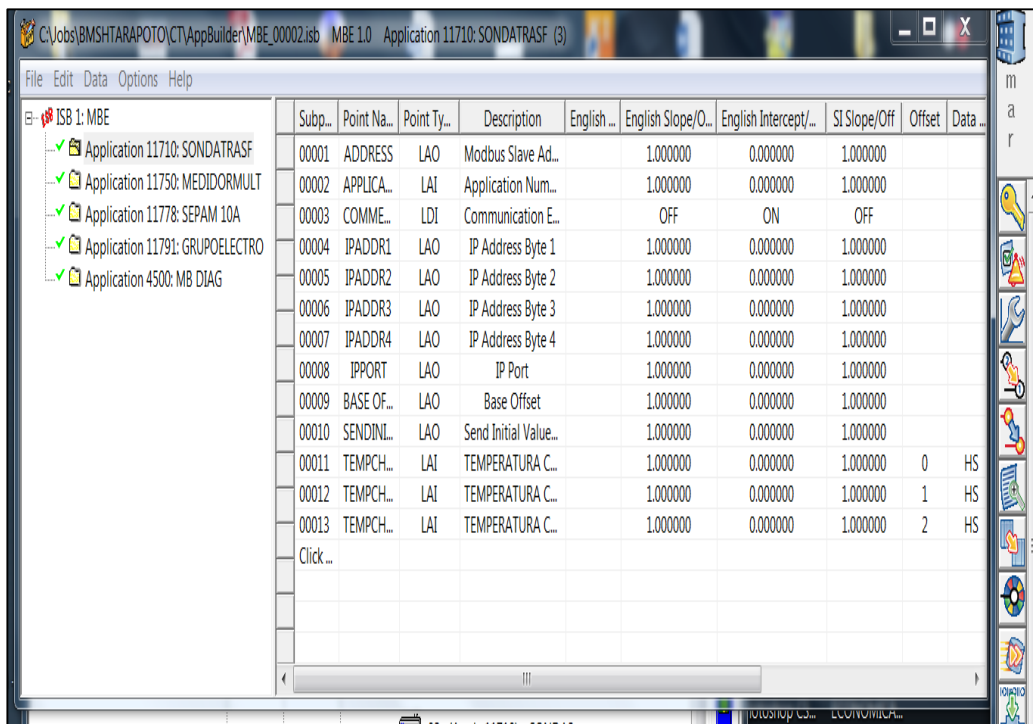 C:\Jobs\BMSHTARAPOTO\CT\AppBuilder\MBE_00002.isb MBE 1.0 Application 11710: SONDATRASF (3)
File Edit Data Options Help
ISB 1: MBE
Application 11710: SONDATRASF
Application 11750: MEDIDORMULT
Application 11778: SEPAM 10A
Application 11791: GRUPOELECTRO
Application 4500: MB DIAG
Subp... Point Na... Point Ty... Description English ... English Slope/O... English Intercept/... SI Slope/Off Offset Data ...
00001 ADDRESS LAO Modbus Slave Ad... 1.000000 0.000000 1.000000
00002 APPLICA... LAI Application Num... 1.000000 0.000000 1.000000
00003 COMME... LDI Communication E... OFF ON OFF
00004 IPADDR1 LAO IP Address Byte 1 1.000000 0.000000 1.000000
00005 IPADDR2 LAO IP Address Byte 2 1.000000 0.000000 1.000000
00006 IPADDR3 LAO IP Address Byte 3 1.000000 0.000000 1.000000
00007 IPADDR4 LAO IP Address Byte 4 1.000000 0.000000 1.000000
00008 IPPORT LAO IP Port 1.000000 0.000000 1.000000
00009 BASE OF... LAO Base Offset 1.000000 0.000000 1.000000
00010 SENDINI... LAO Send Initial Value... 1.000000 0.000000 1.000000
00011 TEMPCH... LAI TEMPERATURA C... 1.000000 0.000000 1.000000 0 HS
00012 TEMPCH... LAI TEMPERATURA C... 1.000000 0.000000 1.000000 1 HS
00013 TEMPCH... LAI TEMPERATURA C... 1.000000 0.000000 1.000000 2 HS
Click ...
m
a
r